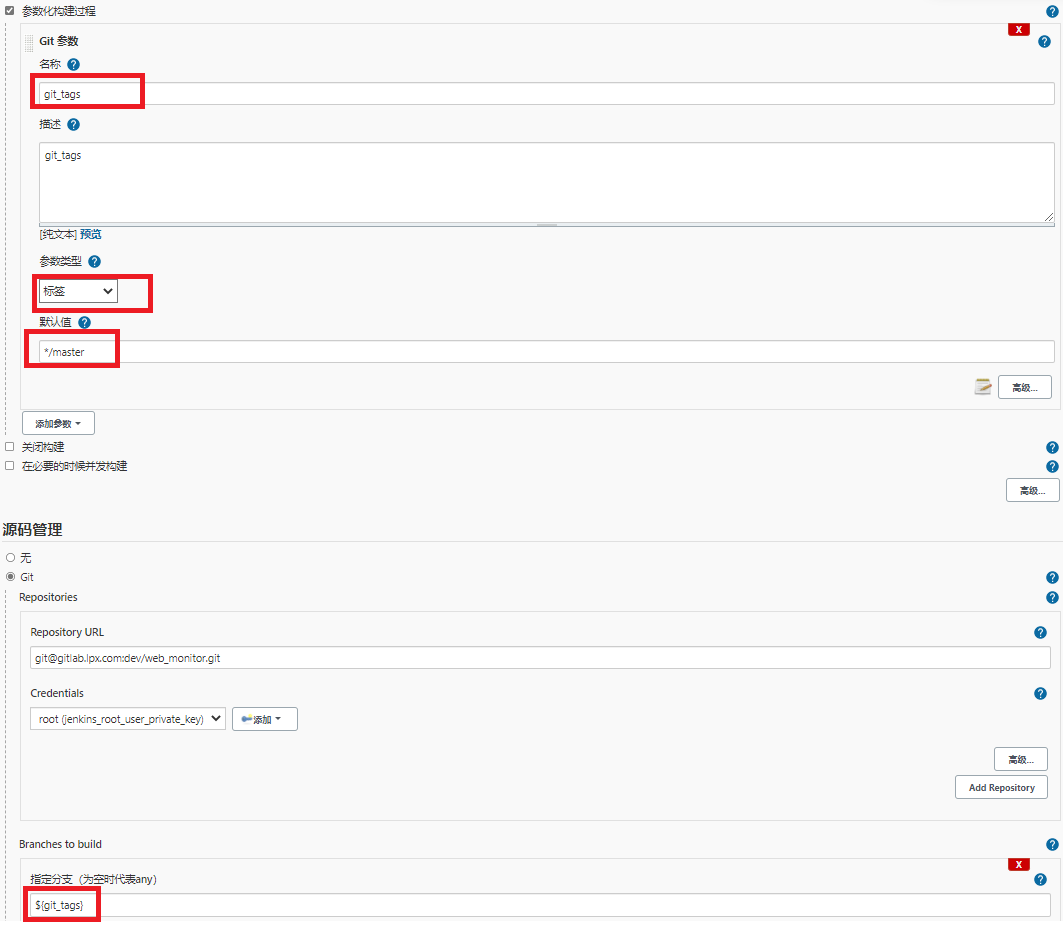 参数化构建过程
X
Git 参数
名称
git_tags
描述
git_tags
[纯文本] 预览
参数类型
标签
默认值
*/master
高级...
添加参数
关闭构建
在必要的时候并发构建
高级...
源码管理
无
Git
Repositories
Repository URL
git@gitlab.lpx.com:dev/web_monitor.git
Credentials
root (jenkins_root_user_private_key) 添加
高级...
Add Repository
Branches to build
X
指定分支（为空时代表any）
${git_tags}